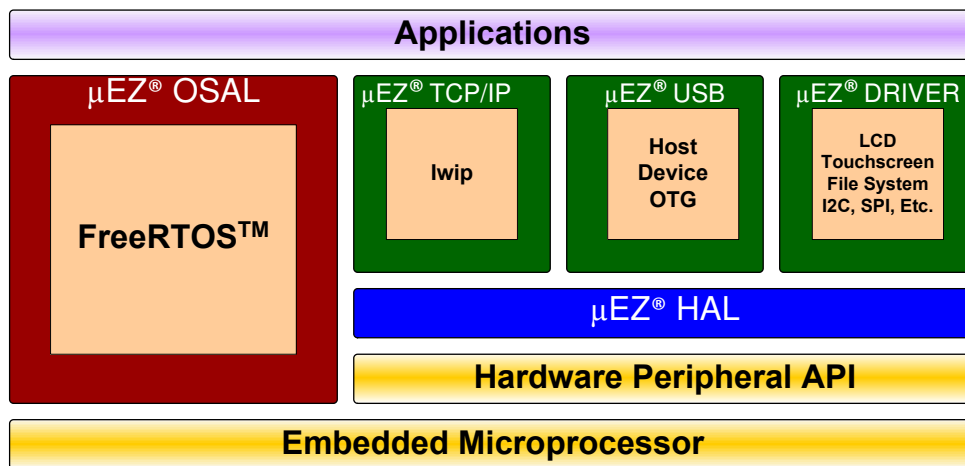 Applications
µEZ® OSAL
FreeRTOS™
µEZ® TCP/IP
lwip
µEZ® USB
Host
Device
OTG
µEZ® DRIVER
LCD
Touchscreen
File System
I2C, SPI, Etc.
µEZ® HAL
Hardware Peripheral API
Embedded Microprocessor